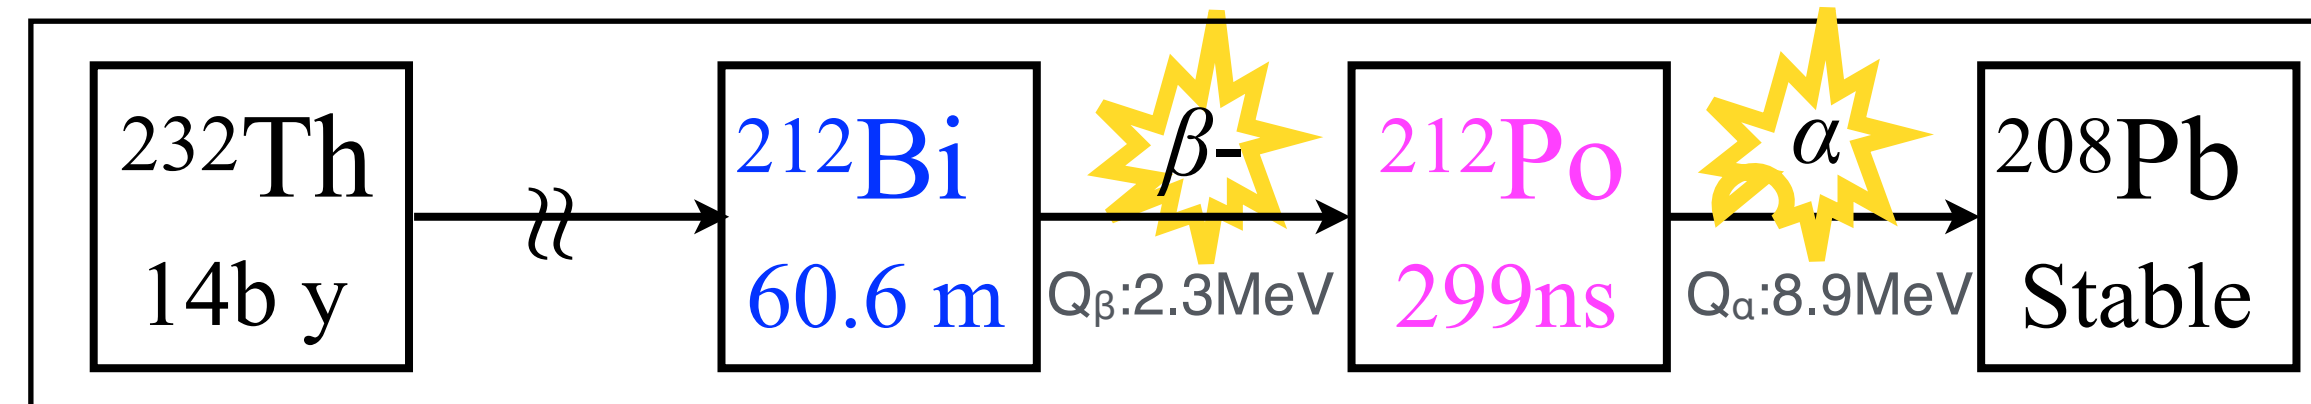 ²³²Th
14b y
²¹²Bi
60.6 m
β-
Qᵦ:2.3MeV
²¹²Po
299ns
α
Qα:8.9MeV
²⁰⁸Pb
Stable